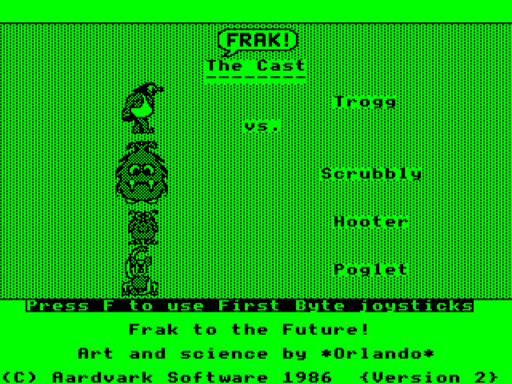 FRAK!
The Cast
Trogg
vs.
Scrubbly
Hooter
Poglet
Press F to use First Byte joysticks
Frak to the Future!
Art and science by *Orlando*
(C) Aardvark Software 1986 {Version 2}